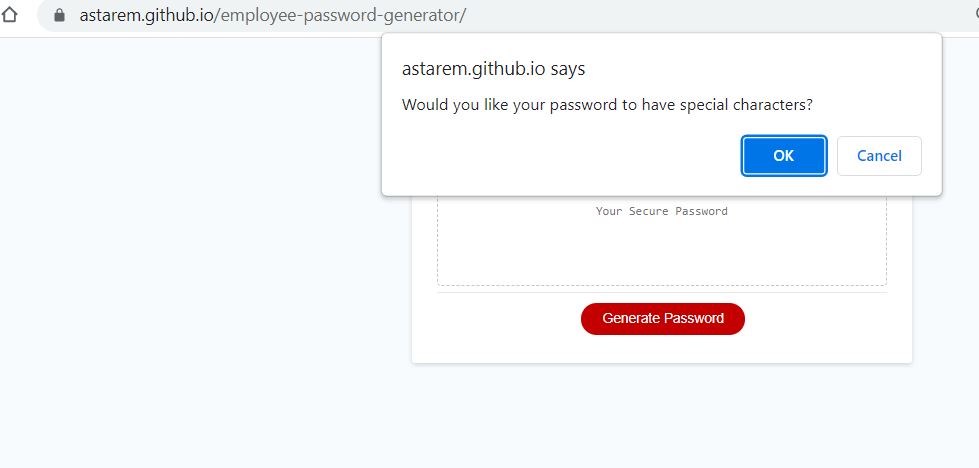 astarem.github.io/employee-password-generator/
astarem.github.io says
Would you like your password to have special characters?
OK
Cancel
Your Secure Password
Generate Password